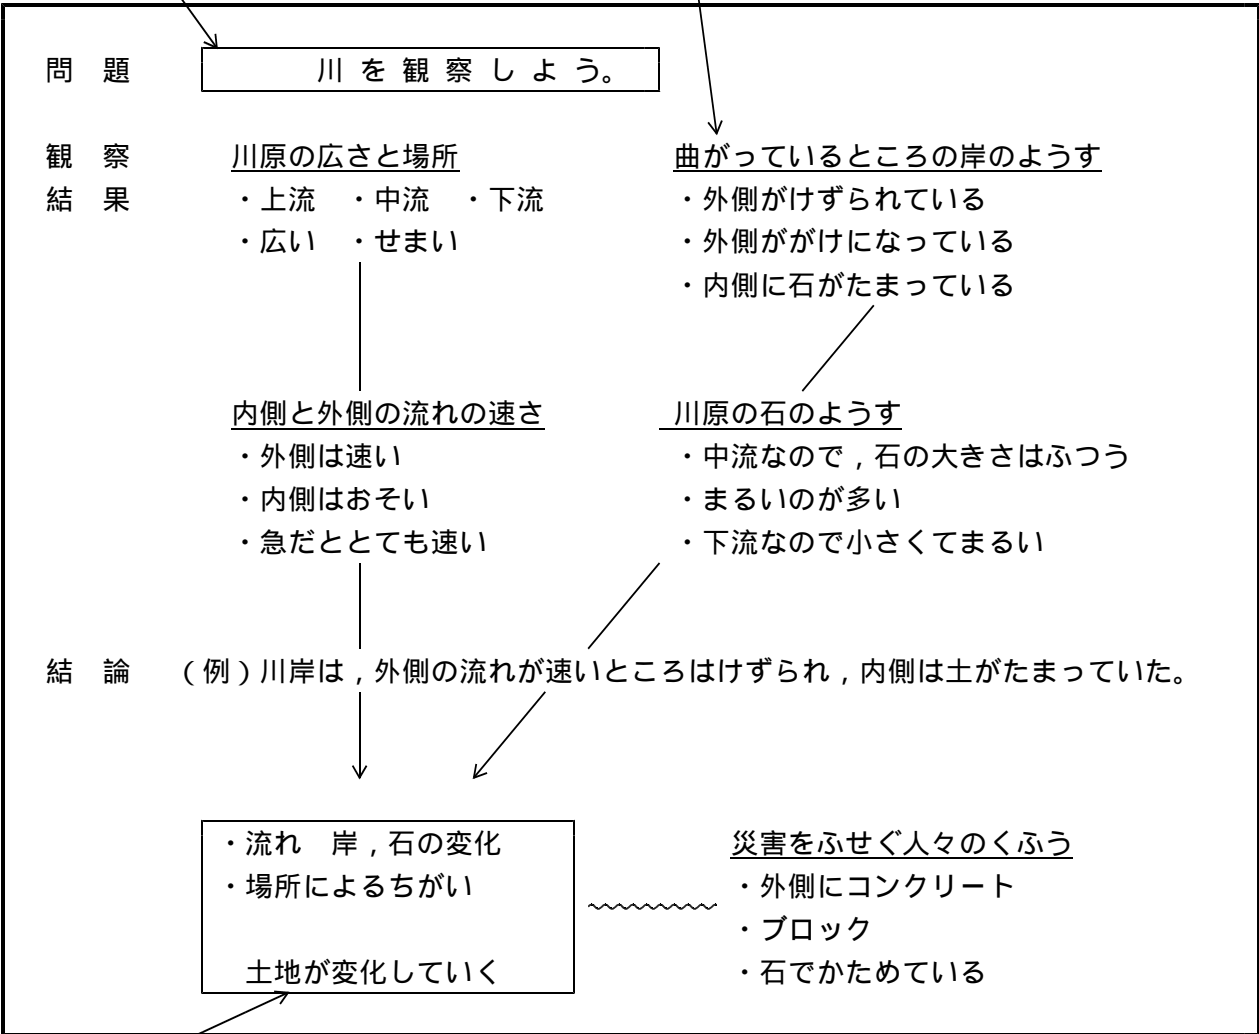 問 題 川 を 観 察 し よ う。
観 察 川原の広さと場所 曲がっているところの岸のようす
結 果 ・上流 ・中流 ・下流 ・外側がけずられている
・広い ・せまい ・外側ががけになっている
・内側に石がたまっている
内側と外側の流れの速さ 川原の石のようす
・外側は速い ・中流なので，石の大きさはふつう
・内側はおそい ・まるいのが多い
・急だととても速い ・下流なので小さくてまるい
結 論 （例）川岸は，外側の流れが速いところはけずられ，内側は土がたまっていた。
・流れ 岸，石の変化 災害をふせぐ人々のくふう
・場所によるちがい ・外側にコンクリート
・ブロック
土地が変化していく ・石でかためている